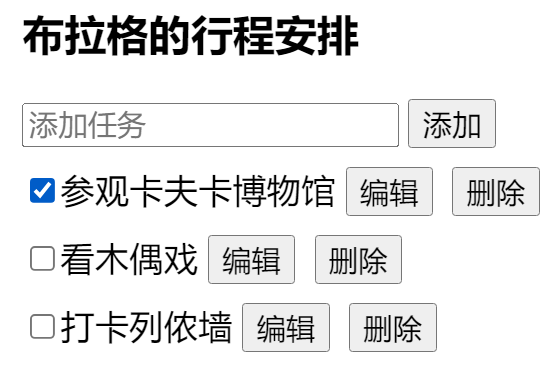 布拉格的行程安排
添加任务 添加
参观卡夫卡博物馆 编辑 删除
看木偶戏 编辑 删除
打卡列侬墙 编辑 删除